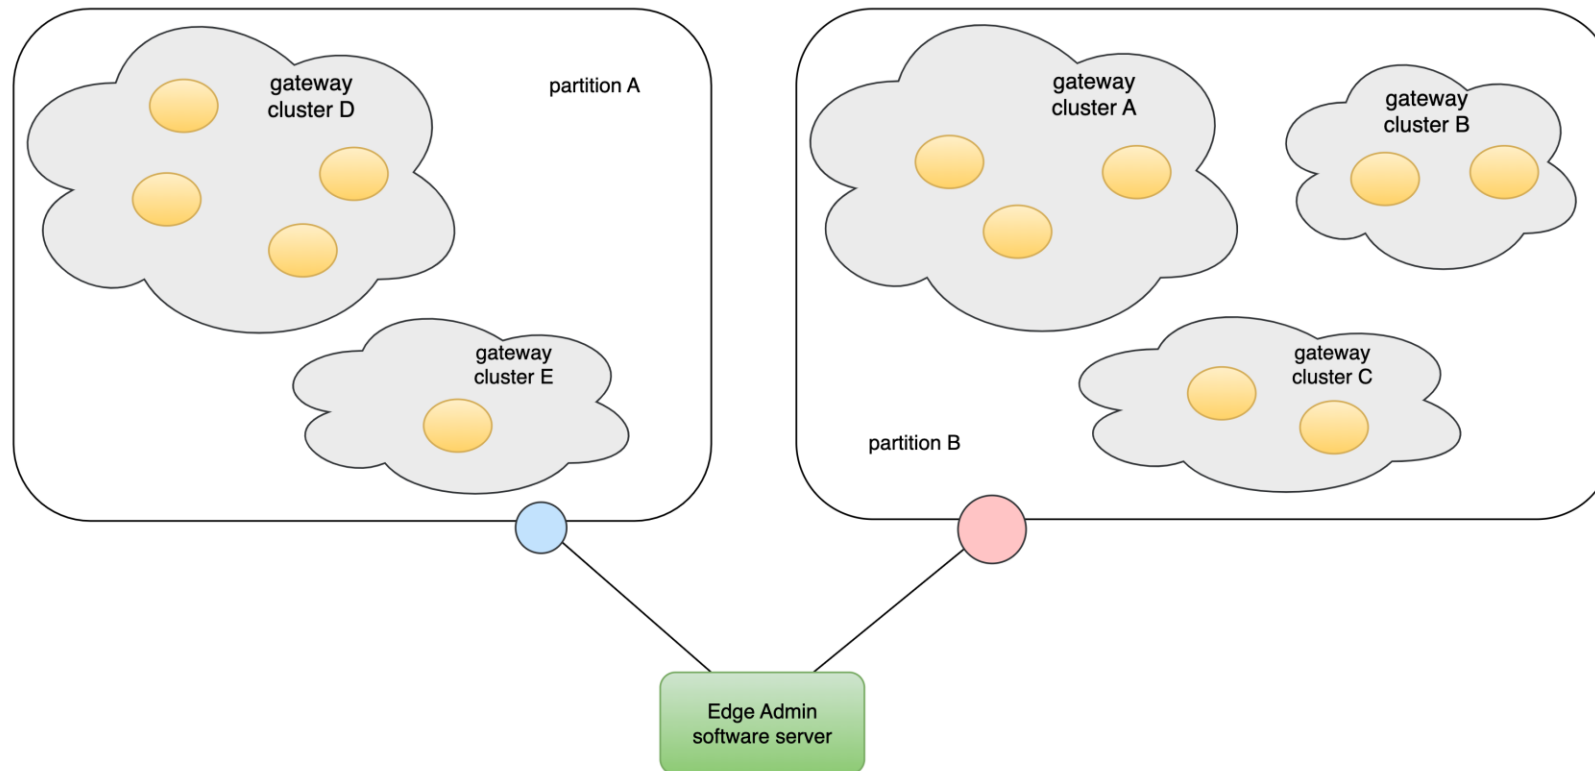 gateway
cluster D
partition A
gateway
cluster E
gateway
cluster A
gateway
cluster B
gateway
cluster C
partition B
Edge Admin
software server